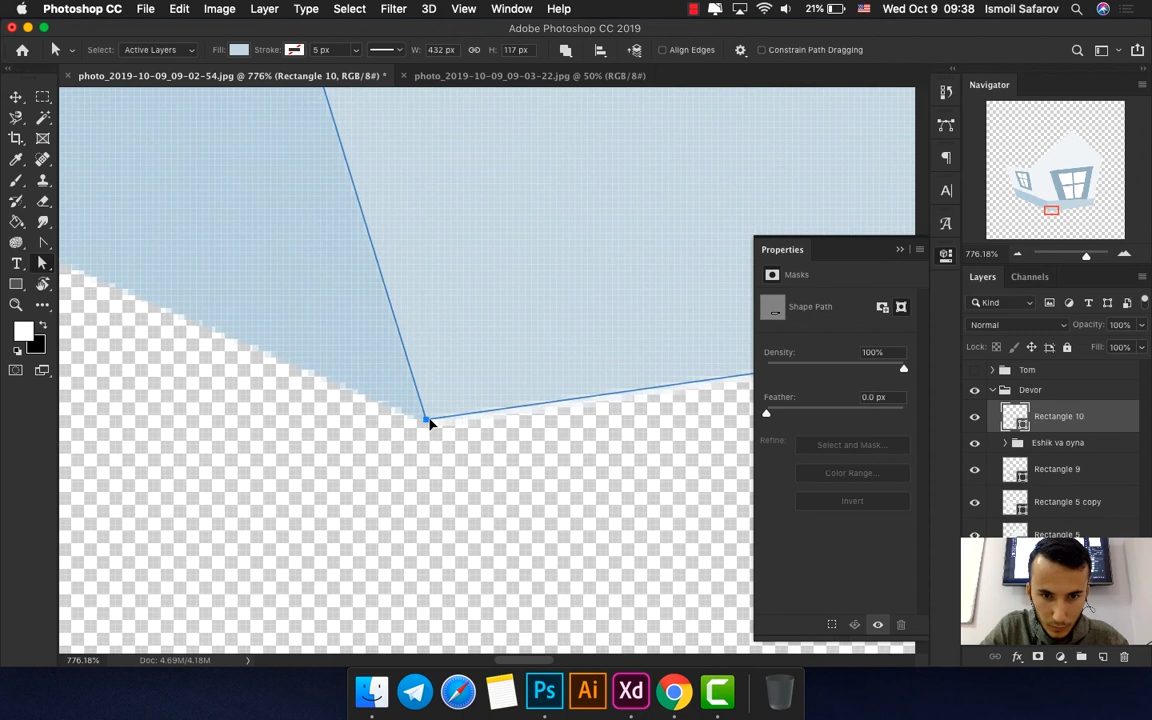 Photoshop CC File Edit Image Layer Type Select Filter 3D View Window Help 21% Wed Oct 9 09:38 Ismoil Safarov
Adobe Photoshop CC 2019
Select: Active Layers Fill: Stroke: 5 px W: 432 px H: 117 px Align Edges Constrain Path Dragging
photo_2019-10-09_09-02-54.jpg @ 776% (Rectangle 10, RGB/8#) * photo_2019-10-09_09-03-22.jpg @ 50% (RGB/8#)
Navigator
776.18%
Layers Channels
Kind
Normal Opacity: 100%
Lock: Fill: 100%
Tom
Devor
Rectangle 10
Eshik va oyna
Rectangle 9
Rectangle 5 copy
Rectangle 5
Properties
Masks
Shape Path
Density: 100%
Feather: 0.0 px
Refine: Select and Mask...
Color Range...
Invert
776.18% Doc: 4.69M/4.18M
Ps Ai Xd C